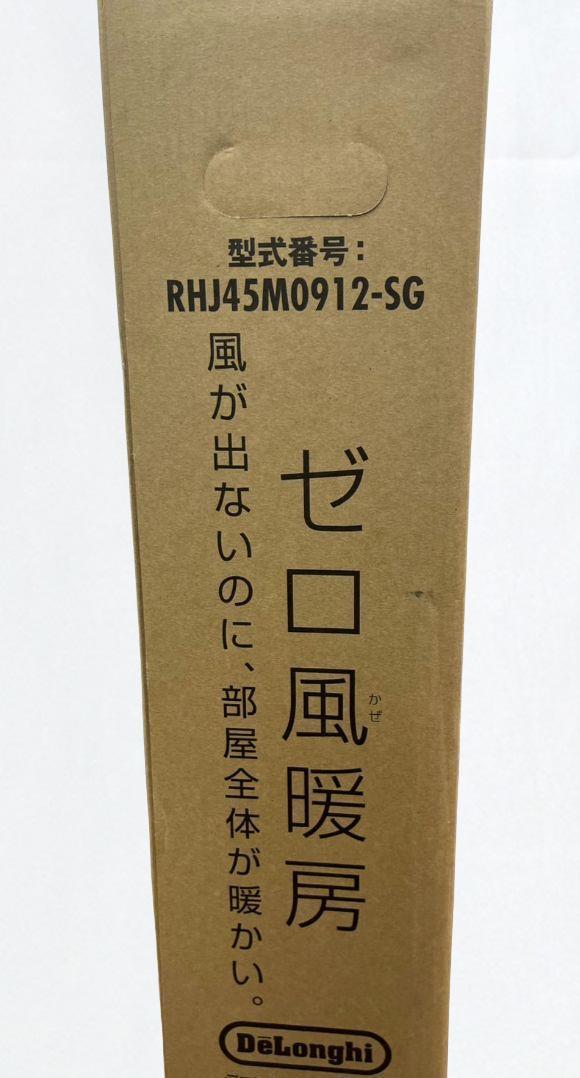 型式番号：
RHJ45M0912-SG
ゼロ風暖房
かぜ
風が出ないのに、部屋全体が暖かい。
DeLonghi